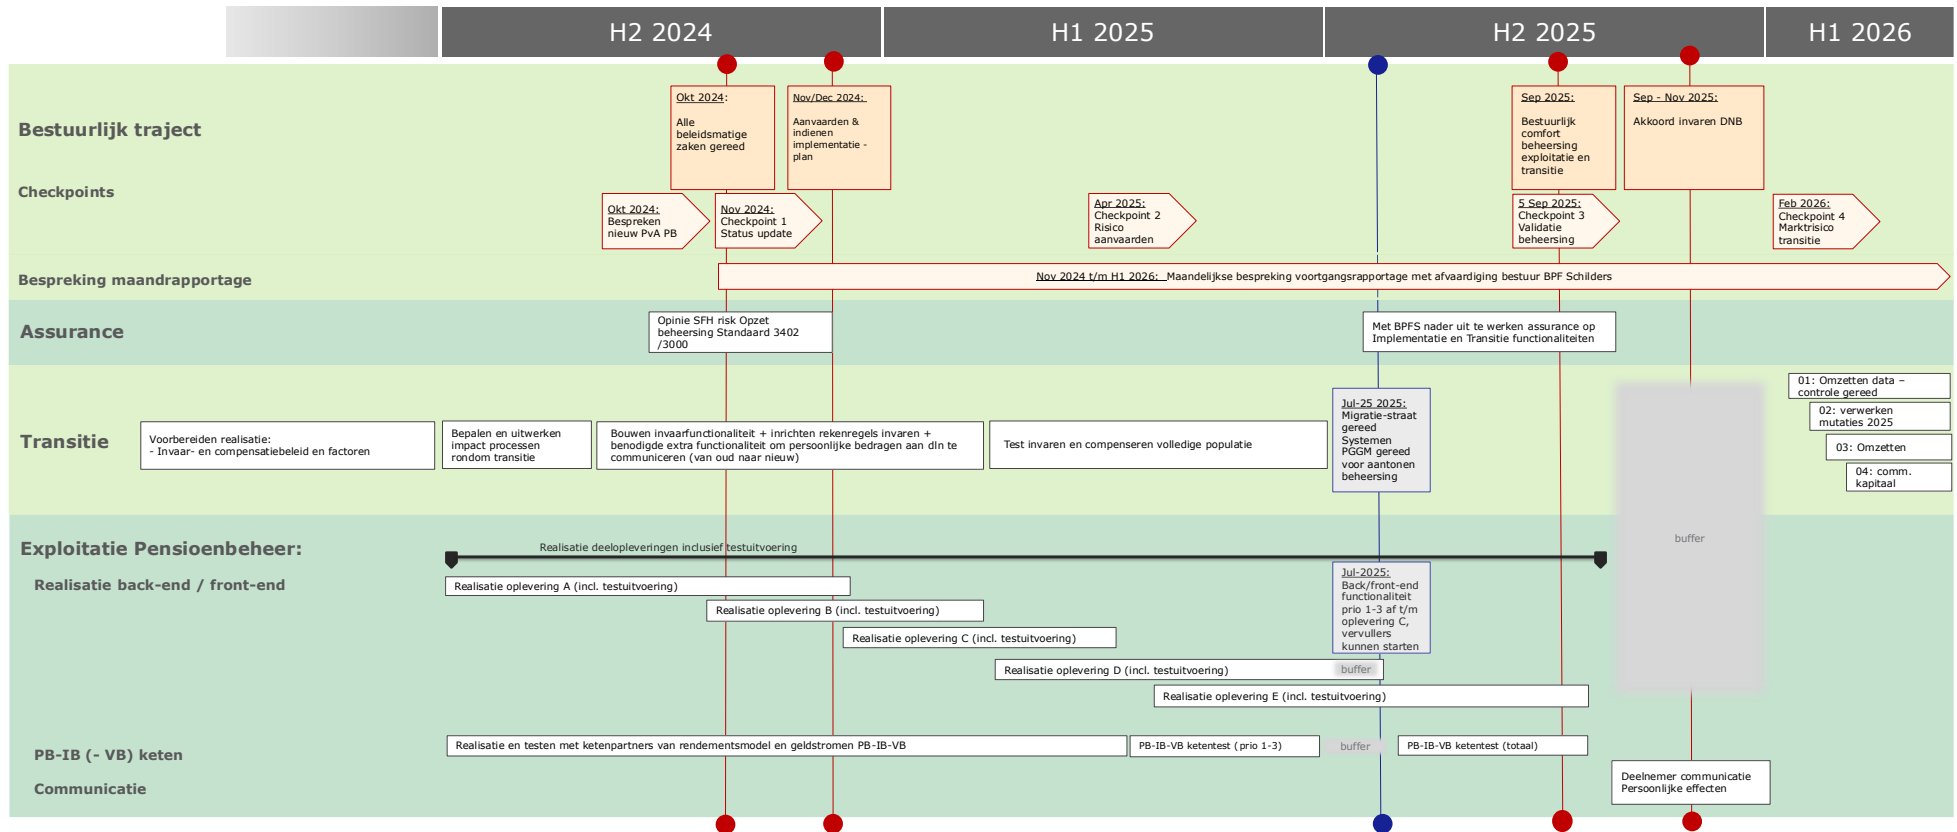 H2 2024
H1 2025
H2 2025
H1 2026
Bestuurlijk traject
Okt 2024:
Alle
beleidsmatige
zaken gereed
Nov/Dec 2024:
Aanvaarden &
indienen
implementatie -
plan
Sep 2025:
Bestuurlijk
comfort
beheersing
exploitatie en
transitie
Sep - Nov 2025:
Akkoord invaren DNB
Checkpoints
Okt 2024:
Bespreken
nieuw PvA PB
Nov 2024:
Checkpoint 1
Status update
Apr 2025:
Checkpoint 2
Risico
aanvaarden
5 Sep 2025:
Checkpoint 3
Validatie
beheersing
Feb 2026:
Checkpoint 4
Marktrisico
transitie
Bespreking maandrapportage
Nov 2024 t/m H1 2026: Maandelijkse bespreking voortgangsrapportage met afvaardiging bestuur BPF Schilders
Assurance
Opinie SFH risk Opzet
beheersing Standaard 3402
/3000
Met BPFS nader uit te werken assurance op
Implementatie en Transitie functionaliteiten
Transitie
Voorbereiden realisatie:
- Invaar- en compensatiebeleid en factoren
Bepalen en uitwerken
impact processen
rondom transitie
Bouwen invaarfunctionaliteit + inrichten rekenregels invaren +
benodigde extra functionaliteit om persoonlijke bedragen aan dln te
communiceren (van oud naar nieuw)
Test invaren en compenseren volledige populatie
Jul-25 2025:
Migratie-straat
gereed
Systemen
PGGM gereed
voor aantonen
beheersing
01: Omzetten data –
controle gereed
02: verwerken
mutaties 2025
03: Omzetten
04: comm.
kapitaal
buffer
Exploitatie Pensioenbeheer:
Realisatie deelopleveringen inclusief testuitvoering
Realisatie back-end / front-end
Realisatie oplevering A (incl. testuitvoering)
Realisatie oplevering B (incl. testuitvoering)
Realisatie oplevering C (incl. testuitvoering)
Jul-2025:
Back/front-end
functionaliteit
prio 1-3 af t/m
oplevering C,
vervullers
kunnen starten
Realisatie oplevering D (incl. testuitvoering)
buffer
Realisatie oplevering E (incl. testuitvoering)
PB-IB (- VB) keten
Realisatie en testen met ketenpartners van rendementsmodel en geldstromen PB-IB-VB
PB-IB-VB ketentest (prio 1-3)
buffer
PB-IB-VB ketentest (totaal)
Communicatie
Deelnemer communicatie
Persoonlijke effecten